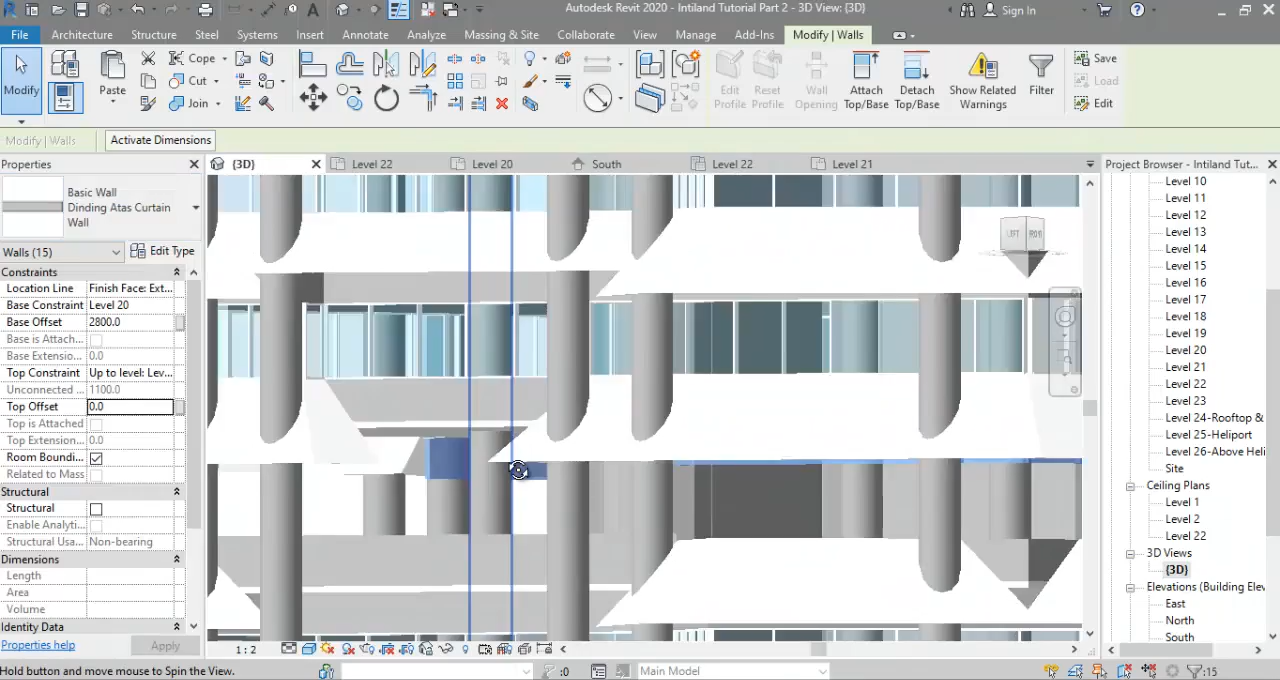 Autodesk Revit 2020 - Intiland Tutorial Part 2 - 3D View: {3D}
Sign In
File Architecture Structure Steel Systems Insert Annotate Analyze Massing & Site Collaborate View Manage Add-Ins Modify | Walls
Modify
Paste
Cope
Cut
Join
Edit Profile
Reset Profile
Wall Opening
Attach Top/Base
Detach Top/Base
Show Related Warnings
Filter
Save
Load
Edit
Modify | Walls
Activate Dimensions
Properties
{3D}
Level 22
Level 20
South
Level 22
Level 21
Project Browser - Intiland Tut...
Basic Wall
Dinding Atas Curtain
Wall
Walls (15)
Edit Type
Constraints
Location Line Finish Face: Ext...
Base Constraint Level 20
Base Offset 2800.0
Base is Attach...
Base Extensio... 0.0
Top Constraint Up to level: Lev...
Unconnected ... 1100.0
Top Offset 0.0
Top is Attached
Top Extension... 0.0
Room Boundi...
Related to Mass
Structural
Structural
Enable Analyti...
Structural Usa... Non-bearing
Dimensions
Length
Area
Volume
Identity Data
Properties help
Apply
LEFT
Level 10
Level 11
Level 12
Level 13
Level 14
Level 15
Level 16
Level 17
Level 18
Level 19
Level 20
Level 21
Level 22
Level 23
Level 24-Rooftop &
Level 25-Heliport
Level 26-Above Heli
Site
Ceiling Plans
Level 1
Level 2
Level 22
3D Views
{3D}
Elevations (Building Elev
East
North
South
1 : 2
Hold button and move mouse to Spin the View.
:0
Main Model
:15